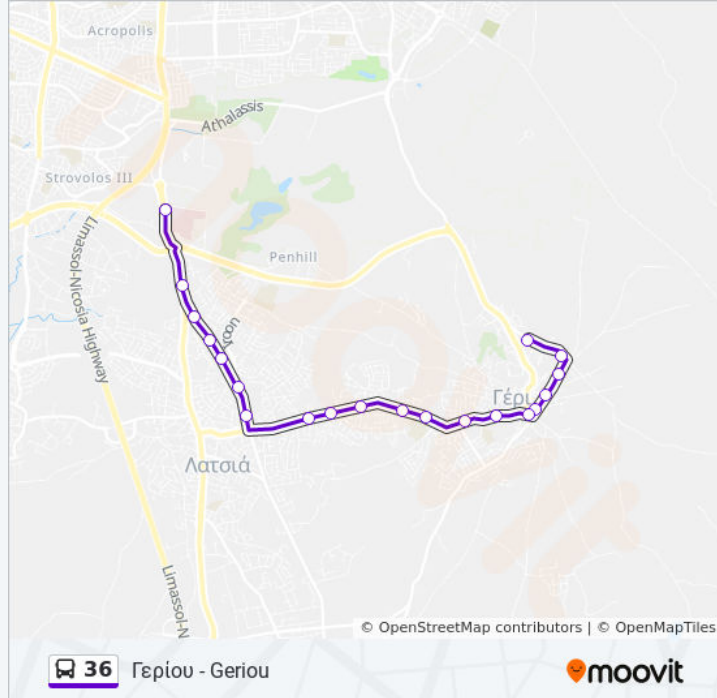 Acropolis
Athalassis
Strovolos III
Limassol-Nicosia Highway
Penhill
Γέρι
Λατσιά
Limassol-N
© OpenStreetMap contributors | © OpenMapTiles
36 Γερίου - Geriou
moovit